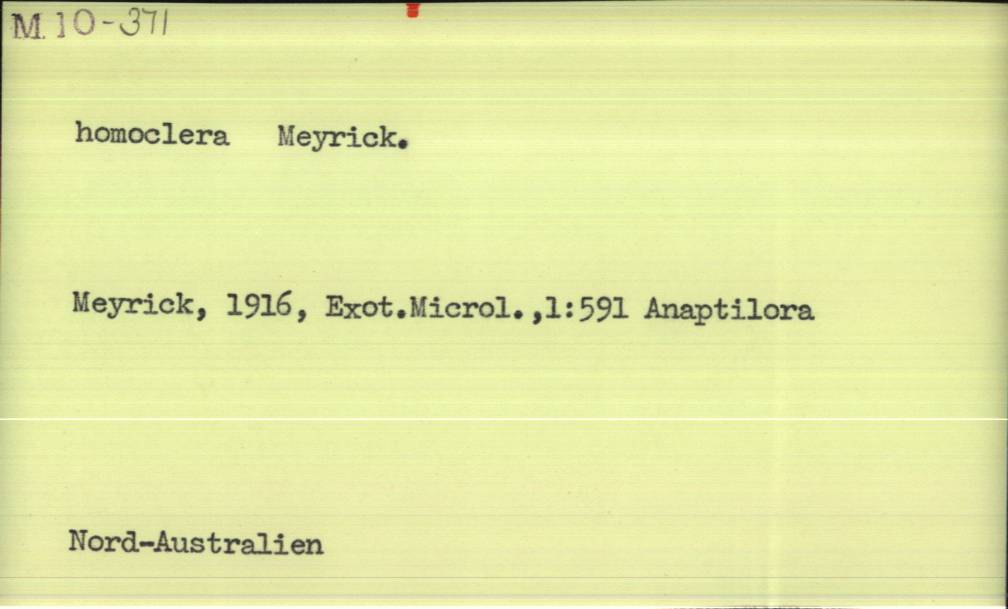 M. 10-371
homoclera Meyrick.
Meyrick, 1916, Exot.Microl.,1:591 Anaptilora
Nord-Australien